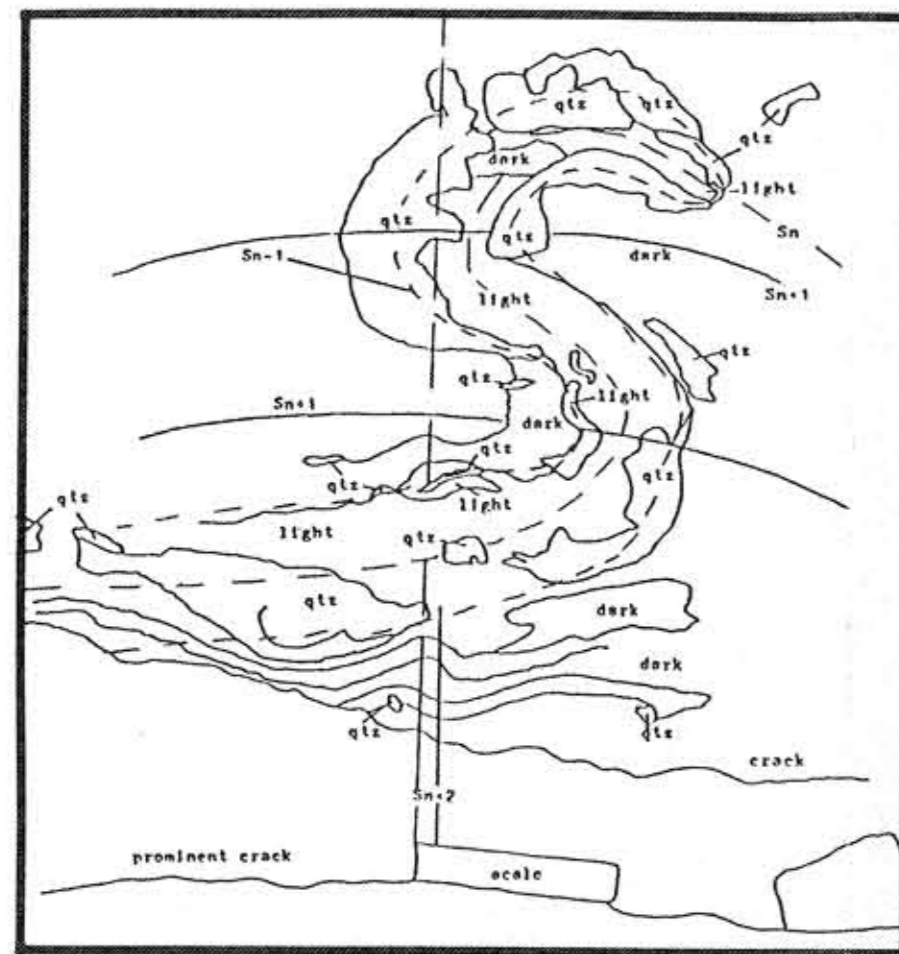 qtz
qtz
qtz
dark
light
qtz
Sn
qtz
dark
Sn-1
Sn+1
light
qtz
qtz
light
Sn+1
dark
qtz
qtz
qtz
qtz
light
light
qtz
qtz
dark
dark
qtz
qtz
crack
Sn+2
prominent crack
scale